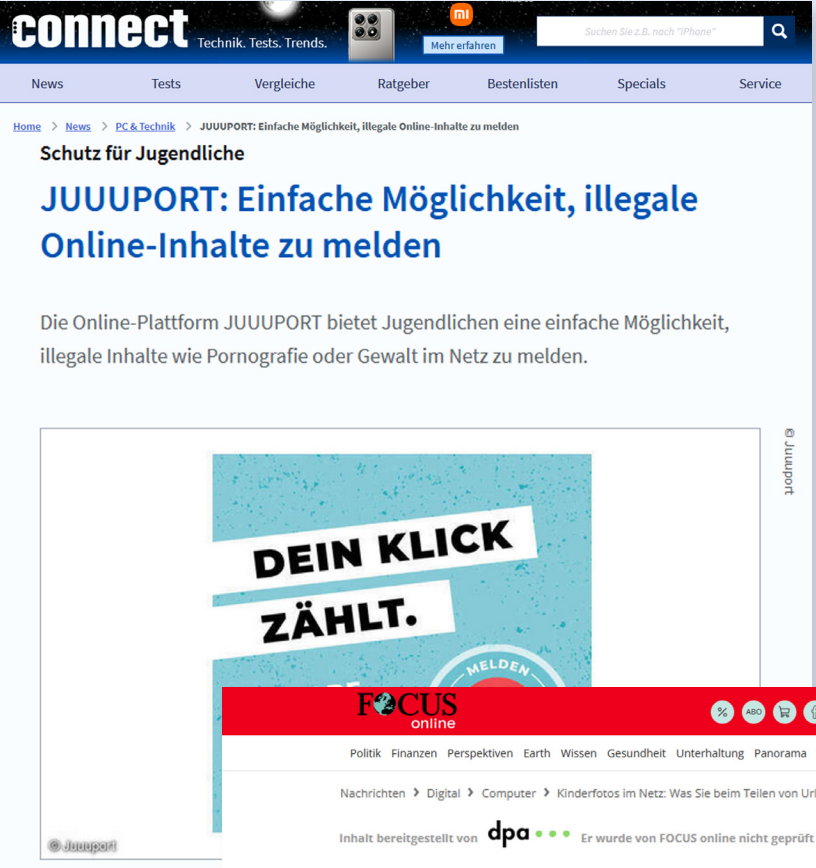 connect Technik. Tests. Trends.
mi
Mehr erfahren
Suchen Sie z.B. nach "iPhone"
News Tests Vergleiche Ratgeber Bestenlisten Specials Service
Home > News > PC & Technik > JUUUPORT: Einfache Möglichkeit, illegale Online-Inhalte zu melden
Schutz für Jugendliche
JUUUPORT: Einfache Möglichkeit, illegale
Online-Inhalte zu melden
Die Online-Plattform JUUUPORT bietet Jugendlichen eine einfache Möglichkeit,
illegale Inhalte wie Pornografie oder Gewalt im Netz zu melden.
© Juuuport
DEIN KLICK
ZÄHLT.
MELDEN
© Juuuport
FOCUS
online
% ABO
Politik Finanzen Perspektiven Earth Wissen Gesundheit Unterhaltung Panorama
Nachrichten > Digital > Computer > Kinderfotos im Netz: Was Sie beim Teilen von
Inhalt bereitgestellt von dpa Er wurde von FOCUS online nicht geprüft